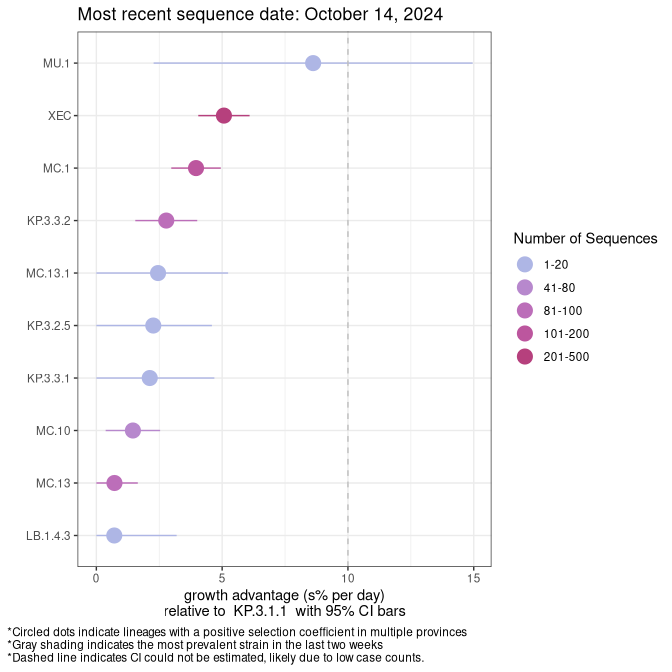 Most recent sequence date: October 14, 2024
MU.1
XEC
MC.1
KP.3.3.2
MC.13.1
KP.3.2.5
KP.3.3.1
MC.10
MC.13
LB.1.4.3
0 5 10 15
growth advantage (s% per day)
relative to KP.3.1.1 with 95% CI bars
Number of Sequences
1-20
41-80
81-100
101-200
201-500
*Circled dots indicate lineages with a positive selection coefficient in multiple provinces
*Gray shading indicates the most prevalent strain in the last two weeks
*Dashed line indicates CI could not be estimated, likely due to low case counts.